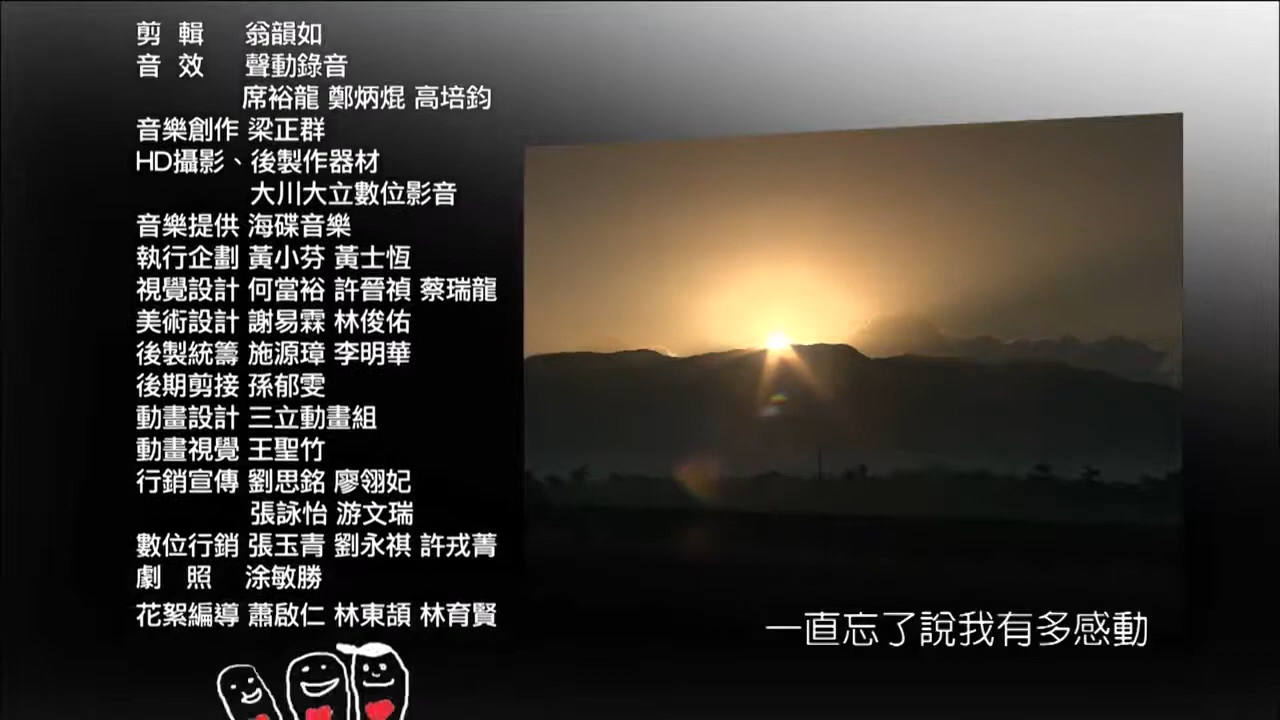 剪 輯 翁韻如
音 效 聲動錄音
席裕龍 鄭炳焜 高培鈞
音樂創作 梁正群
HD攝影、後製作器材
大川大立數位影音
音樂提供 海碟音樂
執行企劃 黃小芬 黃士恆
視覺設計 何當裕 許晉禎 蔡瑞龍
美術設計 謝易霖 林俊佑
後製統籌 施源璋 李明華
後期剪接 孫郁雯
動畫設計 三立動畫組
動畫視覺 王聖竹
行銷宣傳 劉思銘 廖翎妃
張詠怡 游文瑞
數位行銷 張玉青 劉永祺 許戎菁
劇 照 涂敏勝
花絮編導 蕭啟仁 林東頡 林育賢
一直忘了說我有多感動